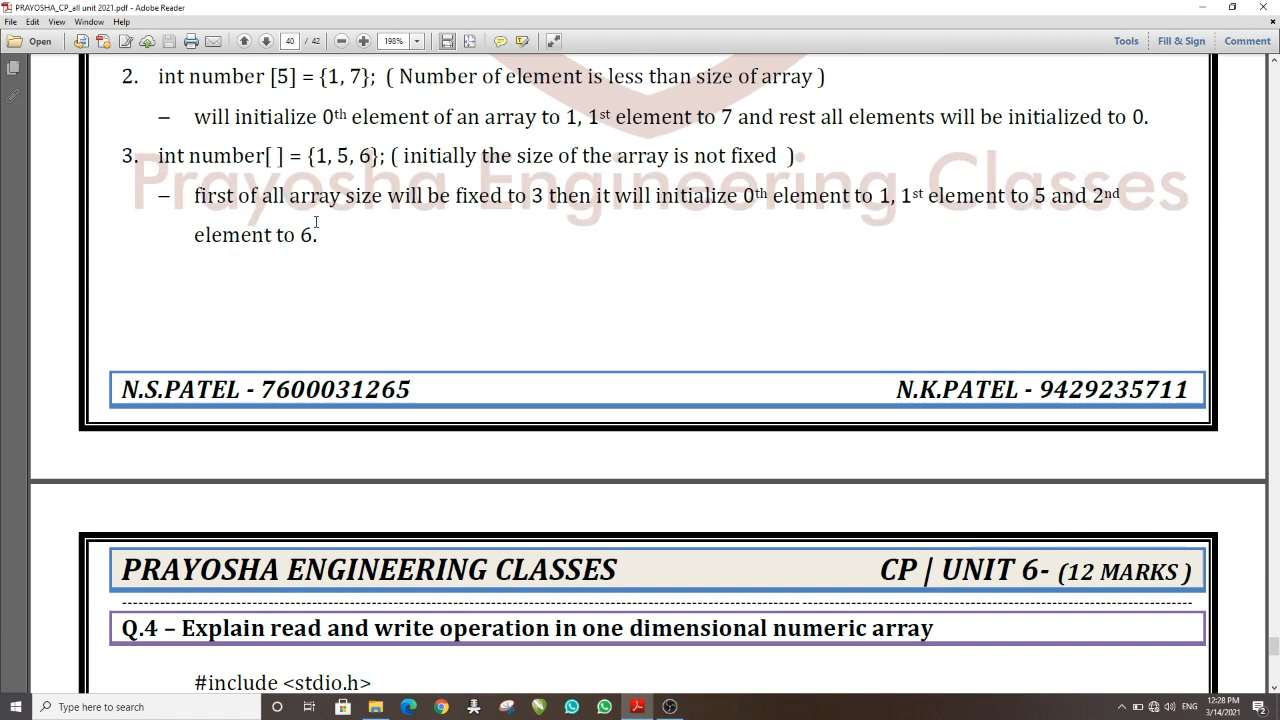 PRAYOSHA_CP_all unit 2021.pdf - Adobe Reader
File Edit View Window Help
Open 40 / 42 198% Tools Fill & Sign Comment
2. int number [5] = {1, 7}; ( Number of element is less than size of array )
– will initialize 0th element of an array to 1, 1st element to 7 and rest all elements will be initialized to 0.
3. int number[ ] = {1, 5, 6}; ( initially the size of the array is not fixed )
Prayosha Engineering Classes
– first of all array size will be fixed to 3 then it will initialize 0th element to 1, 1st element to 5 and 2nd
element to 6.
N.S.PATEL - 7600031265 N.K.PATEL - 9429235711
PRAYOSHA ENGINEERING CLASSES CP | UNIT 6- (12 MARKS )
Q.4 – Explain read and write operation in one dimensional numeric array
#include <stdio.h>
Type here to search
ENG
12:28 PM
3/14/2021
2